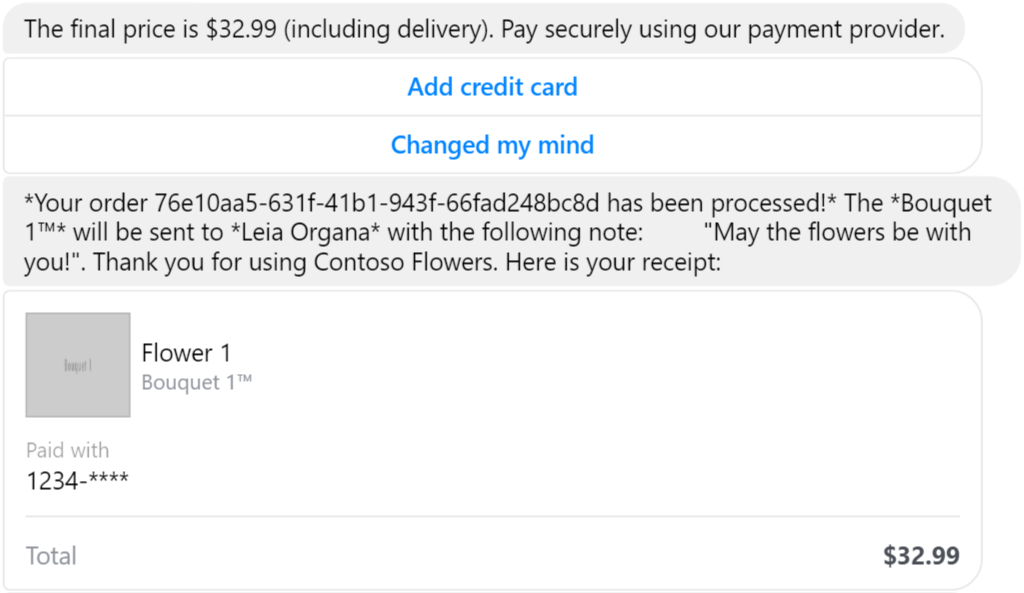 The final price is $32.99 (including delivery). Pay securely using our payment provider.
Add credit card
Changed my mind
*Your order 76e10aa5-631f-41b1-943f-66fad248bc8d has been processed!* The *Bouquet
1™* will be sent to *Leia Organa* with the following note: "May the flowers be with
you!". Thank you for using Contoso Flowers. Here is your receipt:
Bouquet 1
Flower 1
Bouquet 1™
Paid with
1234-****
Total
$32.99